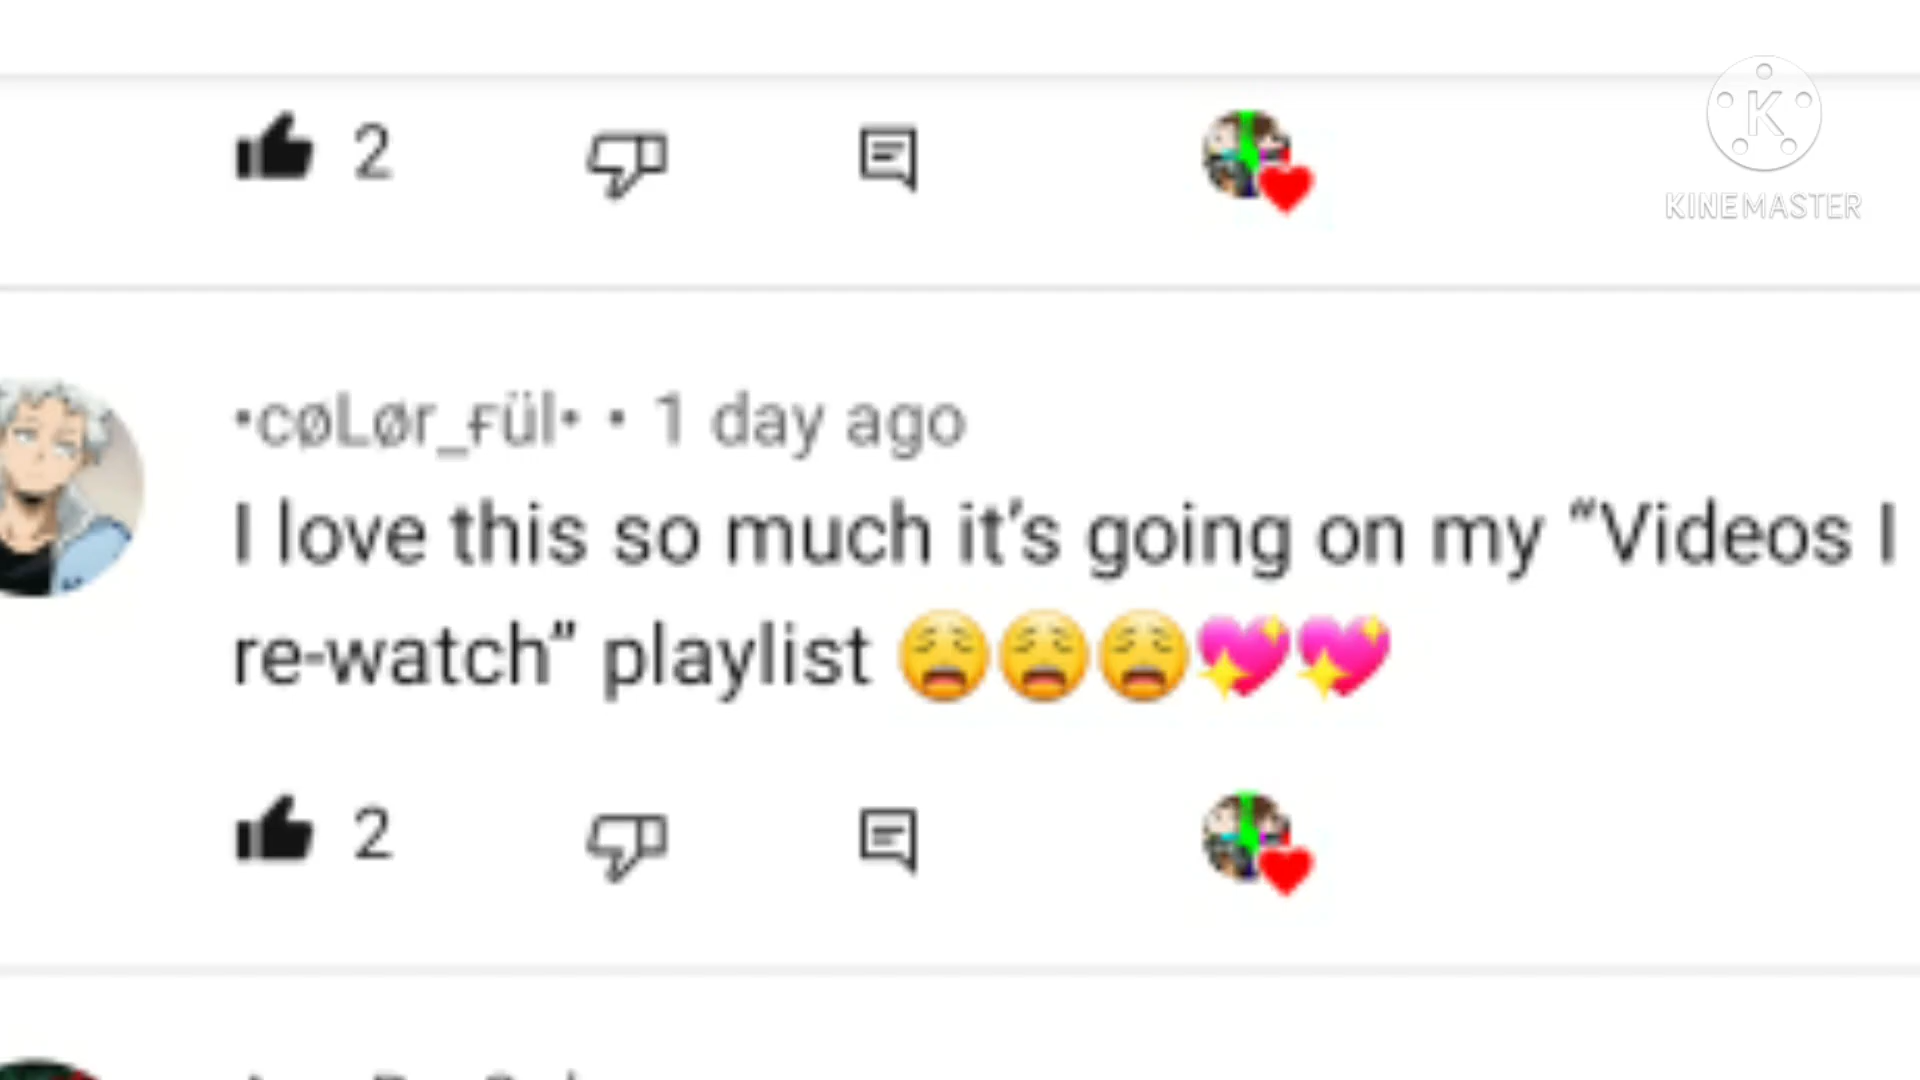 2
K
KINEMASTER
•cøLør_ғül• • 1 day ago
I love this so much it’s going on my “Videos I
re-watch” playlist 😩😩😩💖💖
2